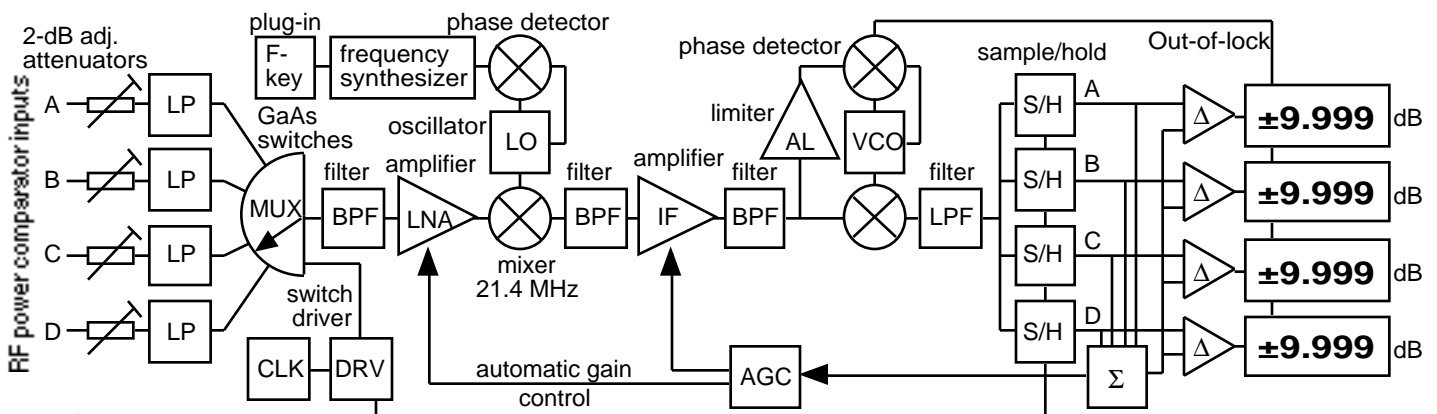 RF power comparator inputs
2-dB adj.
attenuators
A
LP
B
LP
C
LP
D
LP
GaAs
switches
MUX
switch
driver
CLK
DRV
plug-in
F-
key
frequency
synthesizer
phase detector
oscillator
LO
filter
BPF
amplifier
LNA
mixer
21.4 MHz
filter
BPF
amplifier
IF
filter
BPF
limiter
AL
phase detector
VCO
filter
LPF
automatic gain
control
AGC
sample/hold
S/H
A
S/H
B
S/H
C
S/H
D
Σ
Out-of-lock
Δ
±9.999
dB
Δ
±9.999
dB
Δ
±9.999
dB
Δ
±9.999
dB